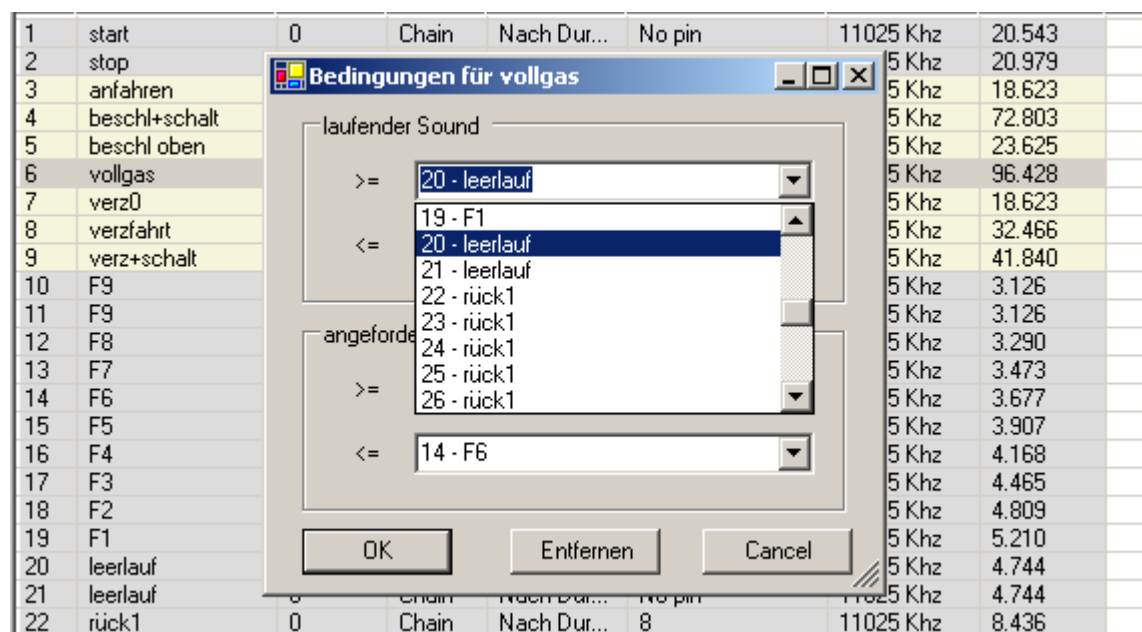 1 start 0 Chain Nach Dur... No pin 11025 Khz 20.543
2 stop 5 Khz 20.979
3 anfahren 5 Khz 18.623
4 beschl+schalt 5 Khz 72.803
5 beschl oben 5 Khz 23.625
6 vollgas 5 Khz 96.428
7 verz0 5 Khz 18.623
8 verzfahrt 5 Khz 32.466
9 verz+schalt 5 Khz 41.840
10 F9 5 Khz 3.126
11 F9 5 Khz 3.126
12 F8 5 Khz 3.290
13 F7 5 Khz 3.473
14 F6 5 Khz 3.677
15 F5 5 Khz 3.907
16 F4 5 Khz 4.168
17 F3 5 Khz 4.465
18 F2 5 Khz 4.809
19 F1 5 Khz 5.210
20 leerlauf 5 Khz 4.744
21 leerlauf 0 Chain Nach Dur... No pin 11025 Khz 4.744
22 rück1 0 Chain Nach Dur... 8 11025 Khz 8.436
Bedingungen für vollgas
laufender Sound
>= 20 - leerlauf
<=
19 - F1
20 - leerlauf
21 - leerlauf
22 - rück1
23 - rück1
24 - rück1
25 - rück1
26 - rück1
angeforde
>=
<= 14 - F6
OK Entfernen Cancel